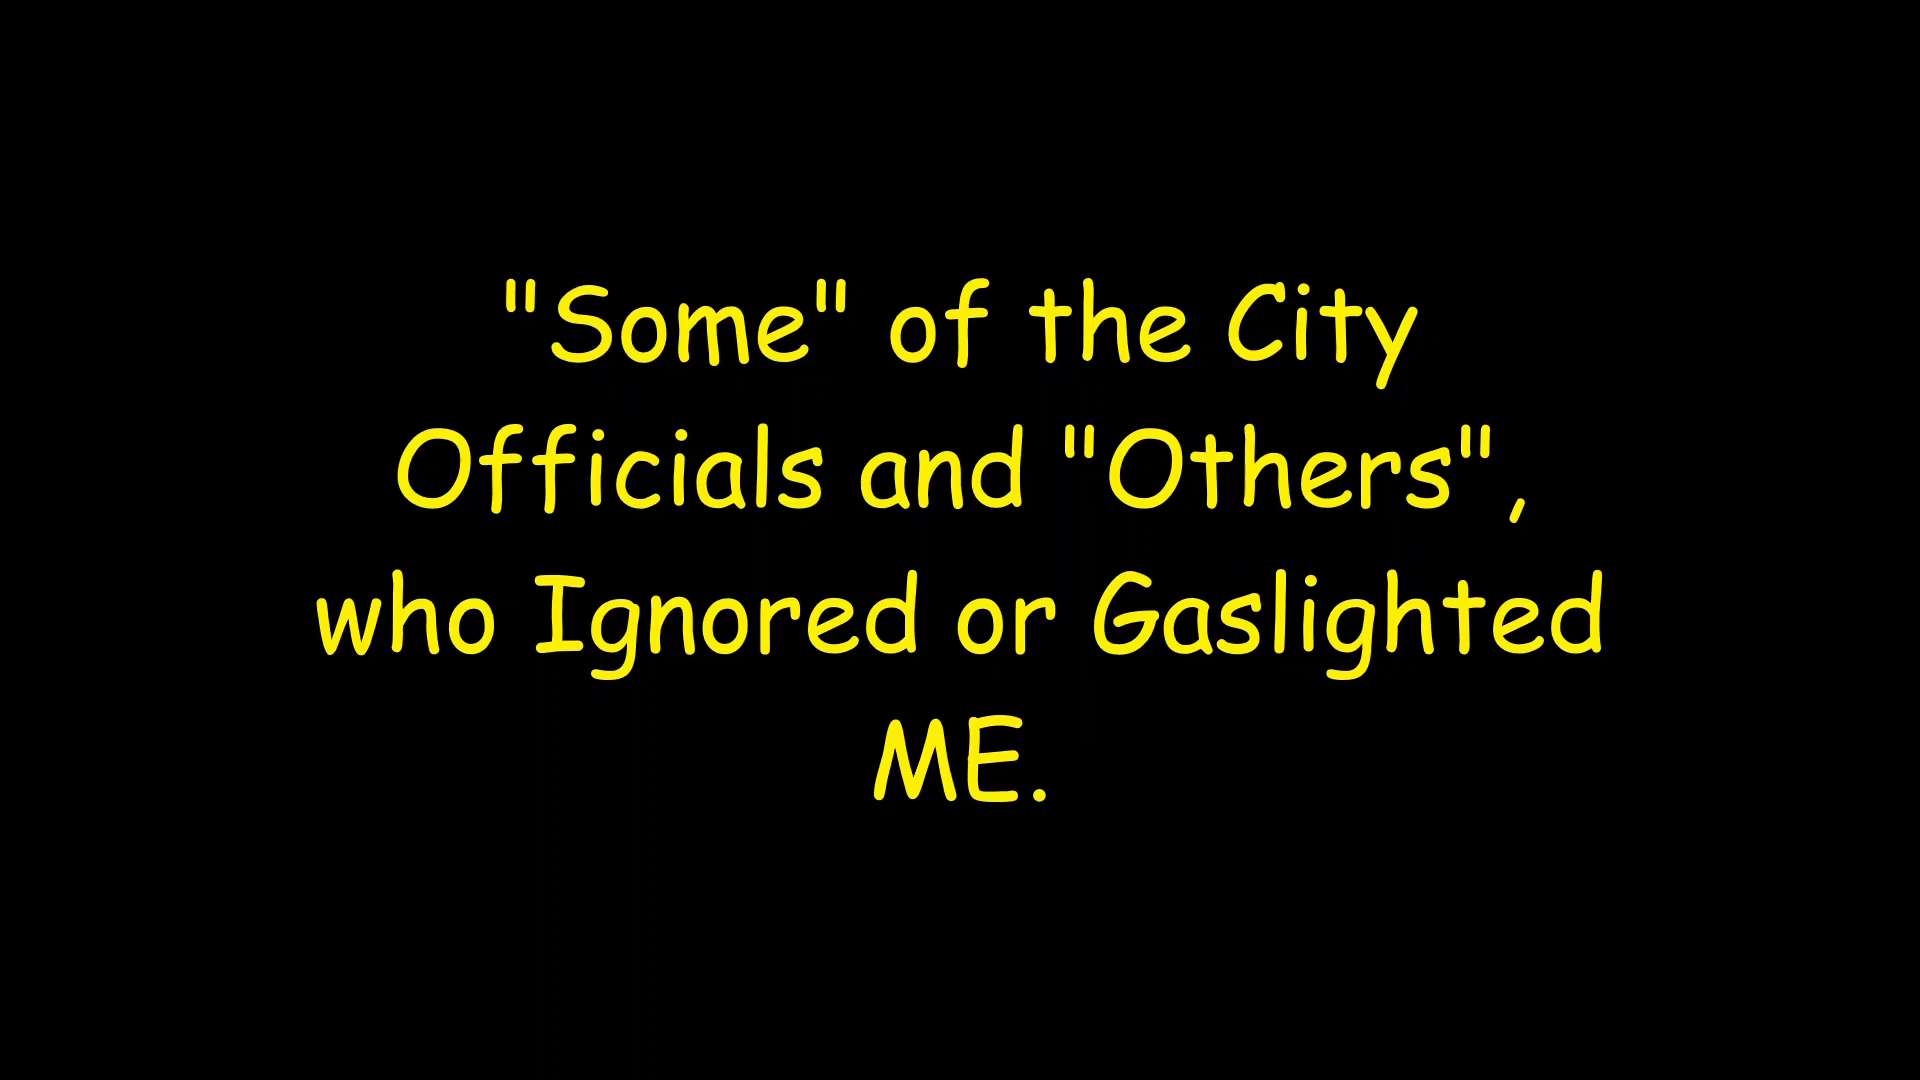 "Some" of the City
Officials and "Others",
who Ignored or Gaslighted
ME.